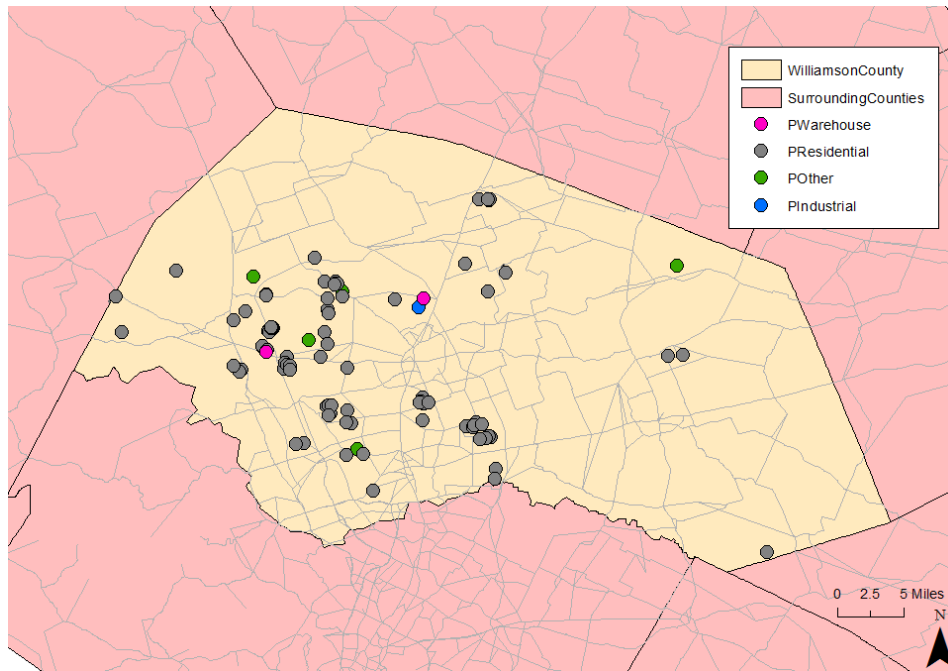 WilliamsonCounty
SurroundingCounties
PWarehouse
PResidential
POther
PIndustrial
0 2.5 5 Miles
N